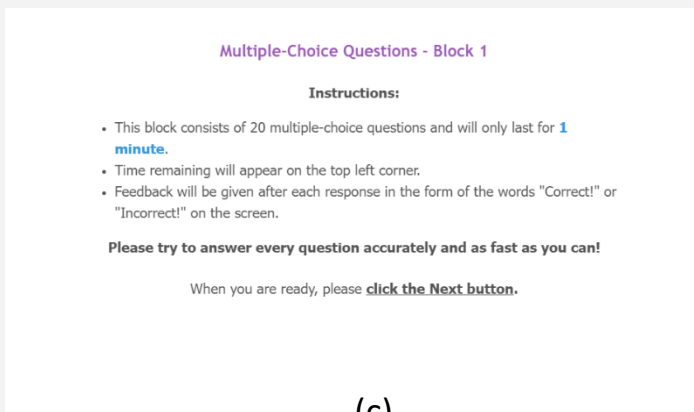 Multiple-Choice Questions - Block 1
Instructions:
• This block consists of 20 multiple-choice questions and will only last for 1
minute.
• Time remaining will appear on the top left corner.
• Feedback will be given after each response in the form of the words "Correct!" or
"Incorrect!" on the screen.
Please try to answer every question accurately and as fast as you can!
When you are ready, please click the Next button.
(c)